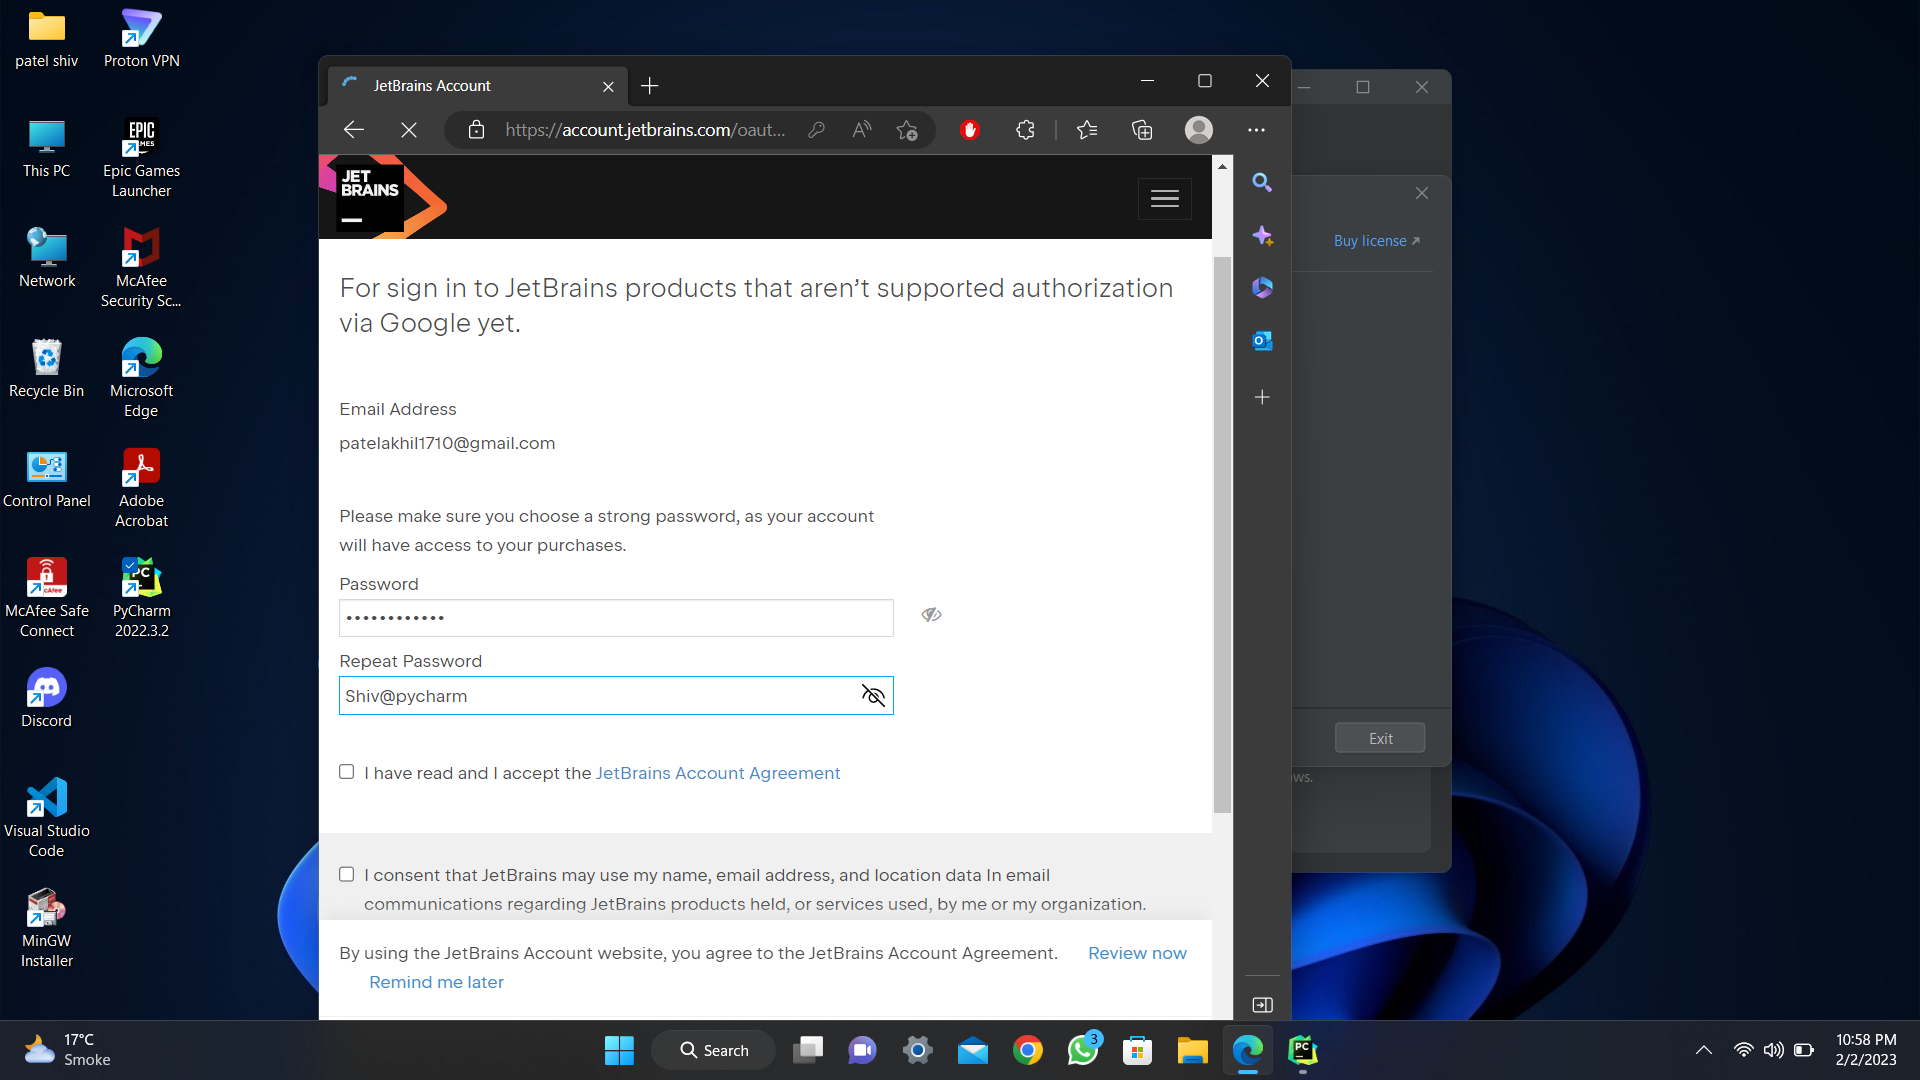 patel shiv
Proton VPN
This PC
Epic Games
Launcher
EPIC
GAMES
Network
McAfee
Security Sc...
Recycle Bin
Microsoft
Edge
Control Panel
Adobe
Acrobat
McAfee Safe
Connect
PC
PyCharm
2022.3.2
Discord
Visual Studio
Code
MinGW
Installer
JetBrains Account
https://account.jetbrains.com/oaut...
JET
BRAINS
Buy license
For sign in to JetBrains products that aren't supported authorization
via Google yet.
Email Address
patelakhil1710@gmail.com
Please make sure you choose a strong password, as your account
will have access to your purchases.
Password
••••••••••••
Repeat Password
Shiv@pycharm
I have read and I accept the JetBrains Account Agreement
Exit
ows.
I consent that JetBrains may use my name, email address, and location data In email
communications regarding JetBrains products held, or services used, by me or my organization.
By using the JetBrains Account website, you agree to the JetBrains Account Agreement. Review now
Remind me later
17°C
Smoke
Search
3
PC
10:58 PM
2/2/2023